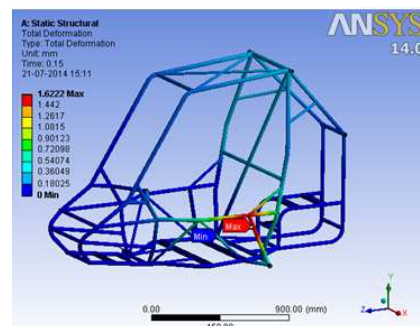 A: Static Structural
Total Deformation
Type: Total Deformation
Unit: mm
Time: 0.15
21-07-2014 15:11
1.6222 Max
1.442
1.2617
1.0815
0.90123
0.72098
0.54074
0.36049
0.18025
0 Min
ANSYS
14.0
Min
Max
0.00
900.00 (mm)
450.00
Y
Z
X